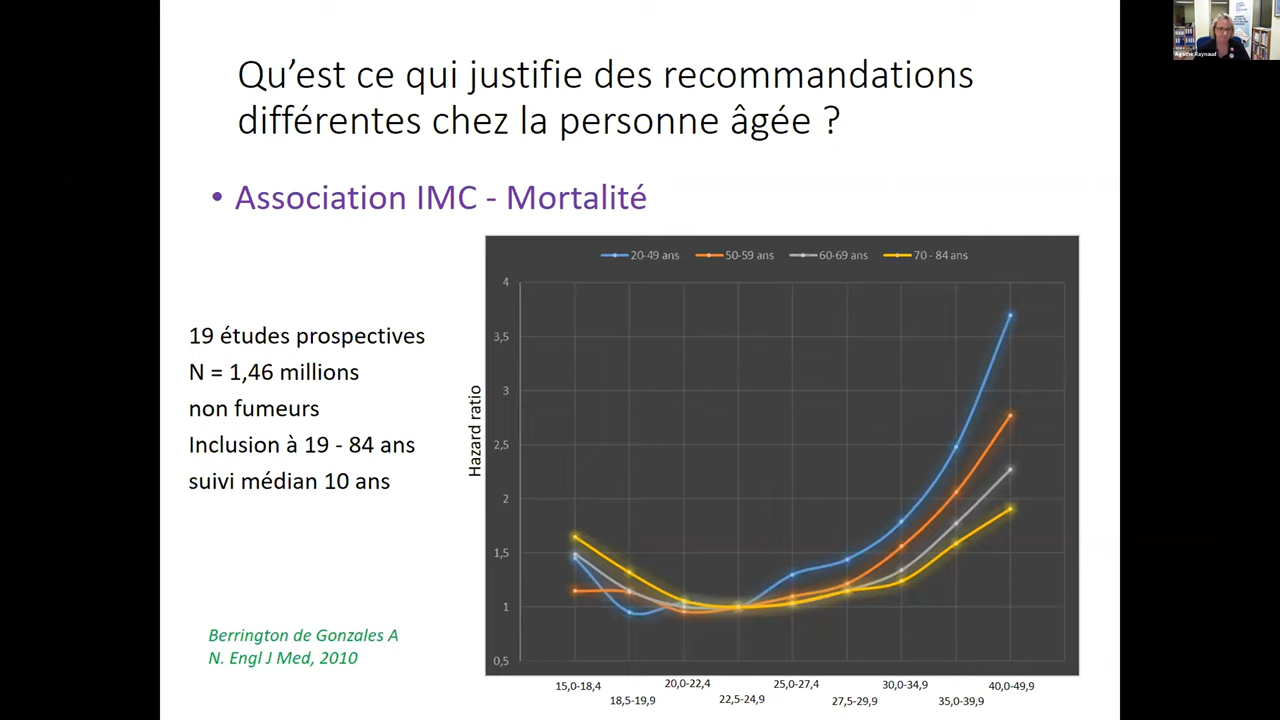 Qu’est ce qui justifie des recommandations
différentes chez la personne âgée ?
• Association IMC - Mortalité
19 études prospectives
N = 1,46 millions
non fumeurs
Inclusion à 19 - 84 ans
suivi médian 10 ans
Berrington de Gonzales A
N. Engl J Med, 2010
20-49 ans 50-59 ans 60-69 ans 70 - 84 ans
Hazard ratio
4
3,5
3
2,5
2
1,5
1
0,5
15,0-18,4 20,0-22,4 25,0-27,4 30,0-34,9 40,0-49,9
18,5-19,9 22,5-24,9 27,5-29,9 35,0-39,9
Agathe Raynaud